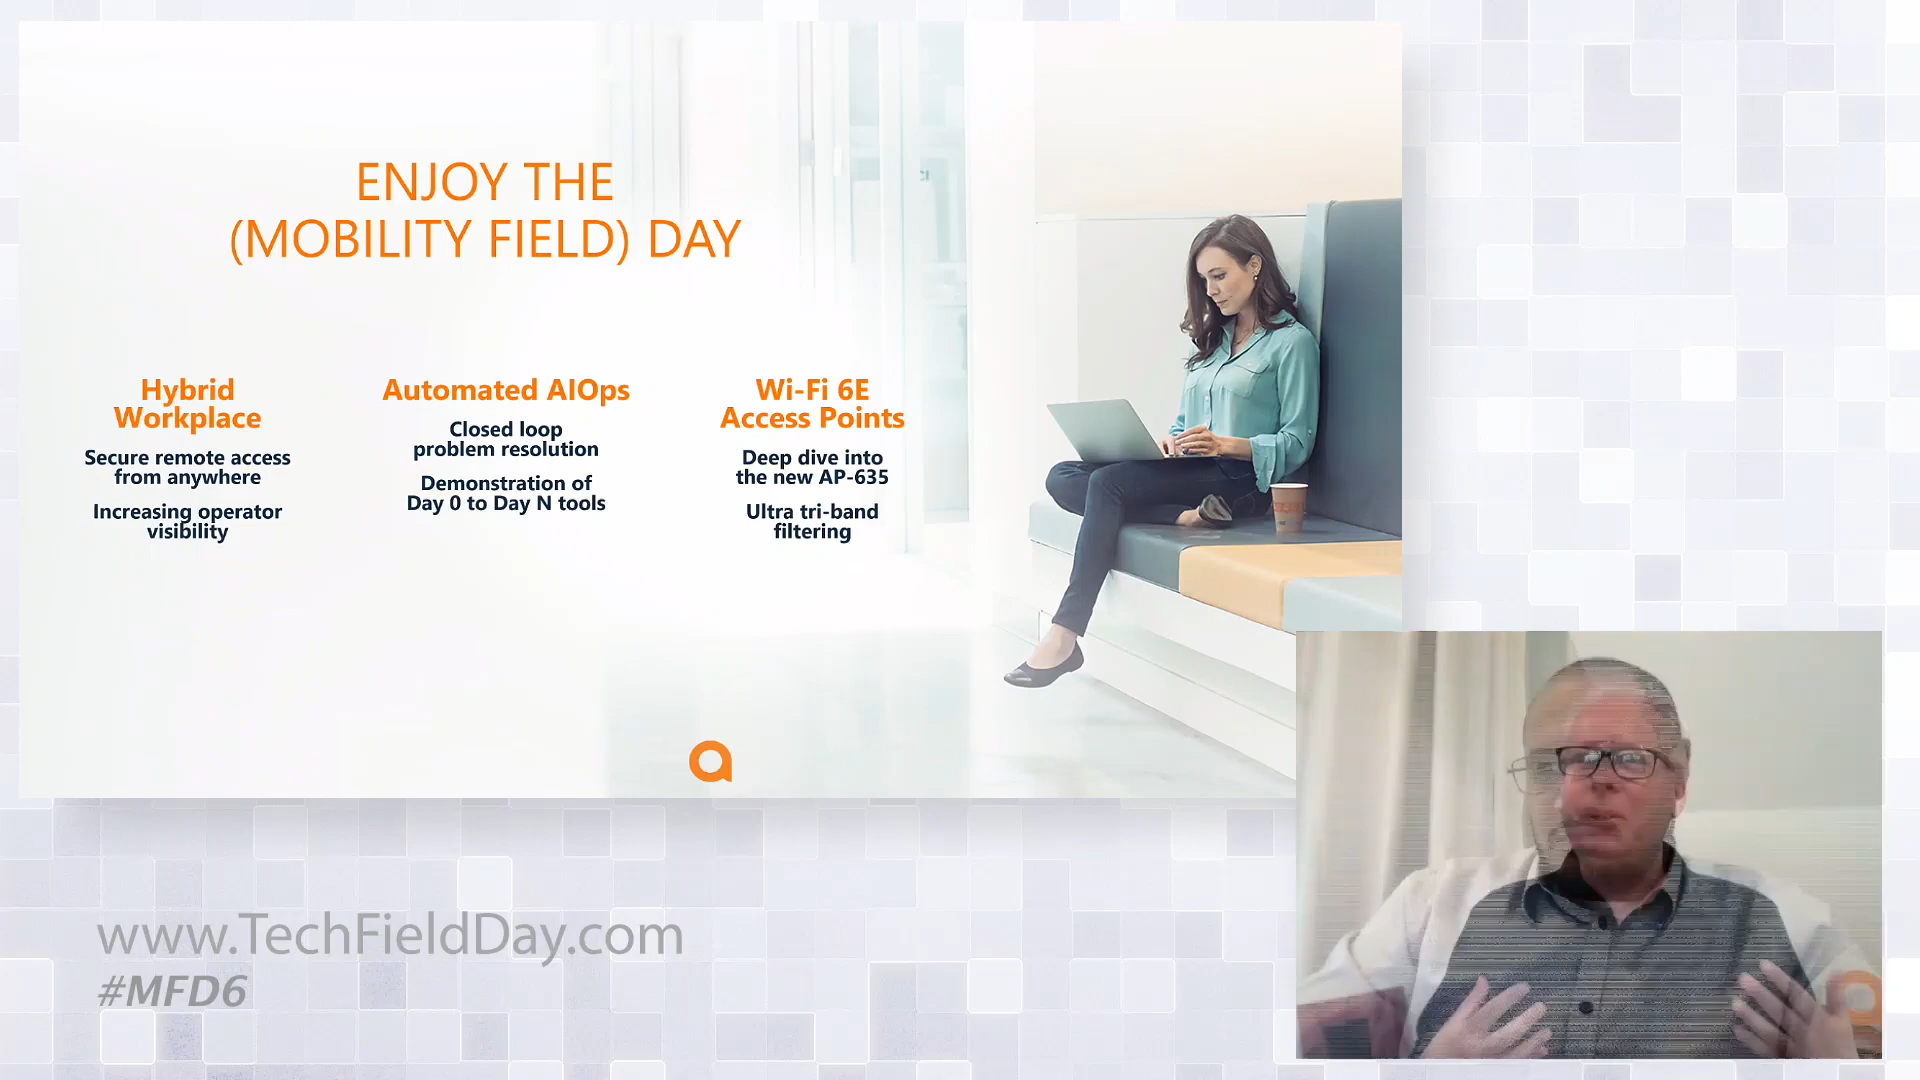 ENJOY THE
(MOBILITY FIELD) DAY
Hybrid
Workplace
Secure remote access
from anywhere
Increasing operator
visibility
Automated AIOps
Closed loop
problem resolution
Demonstration of
Day 0 to Day N tools
Wi-Fi 6E
Access Points
Deep dive into
the new AP-635
Ultra tri-band
filtering
www.TechFieldDay.com
#MFD6